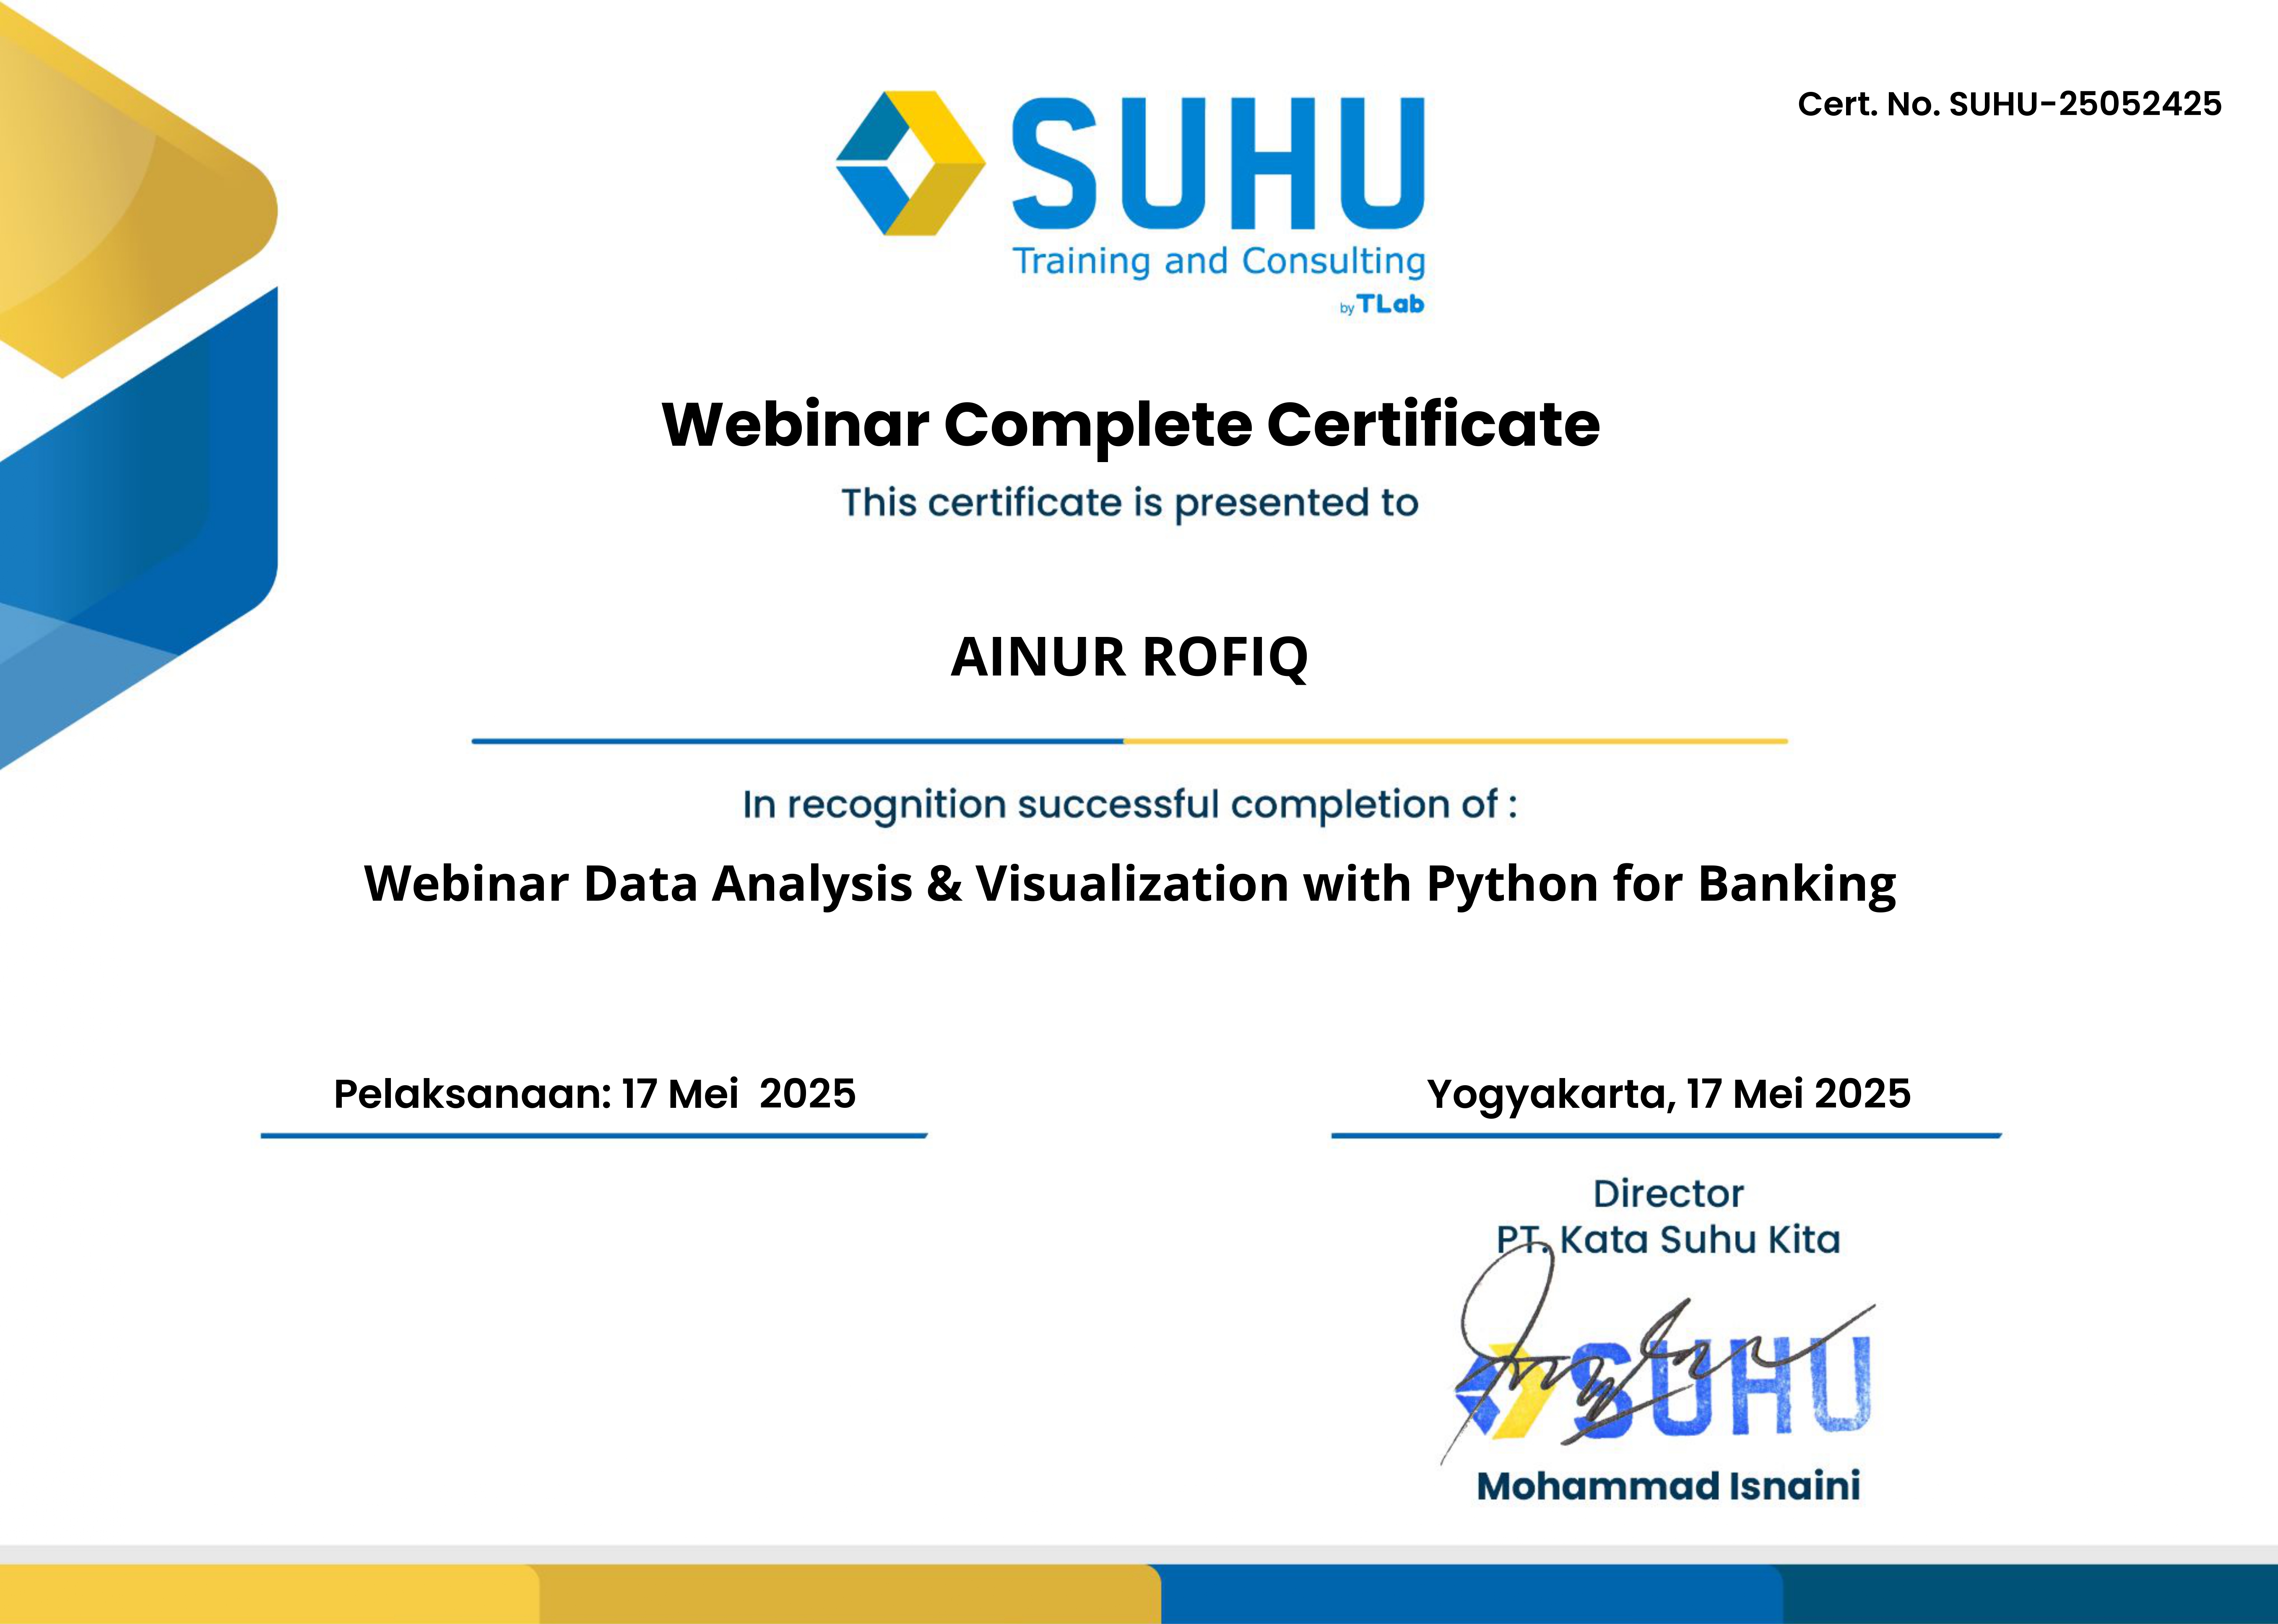 Cert. No. SUHU-25052425
SUHU
Training and Consulting
by TLab
Webinar Complete Certificate
This certificate is presented to
AINUR ROFIQ
In recognition successful completion of :
Webinar Data Analysis & Visualization with Python for Banking
Pelaksanaan: 17 Mei 2025
Yogyakarta, 17 Mei 2025
Director
PT. Kata Suhu Kita
SUHU
Mohammad Isnaini